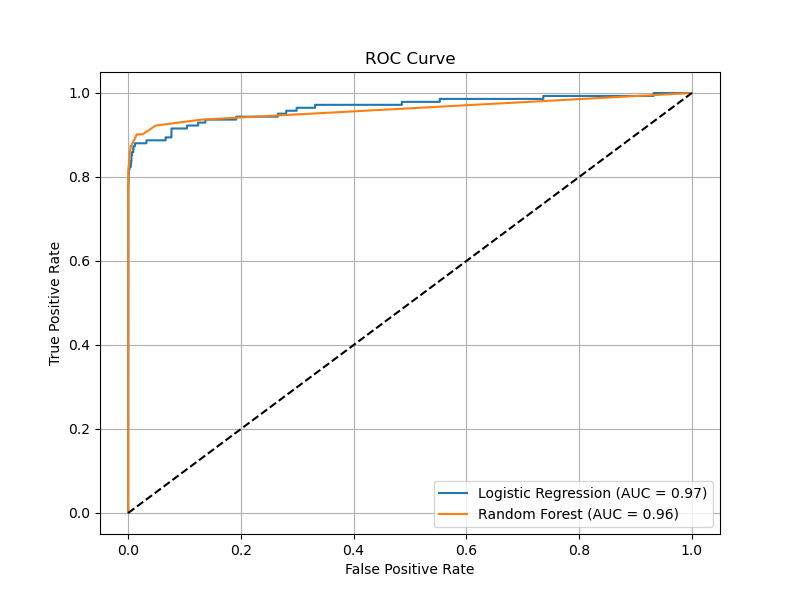 ROC Curve
True Positive Rate
1.0
0.8
0.6
0.4
0.2
0.0
0.0 0.2 0.4 0.6 0.8 1.0
False Positive Rate
Logistic Regression (AUC = 0.97)
Random Forest (AUC = 0.96)